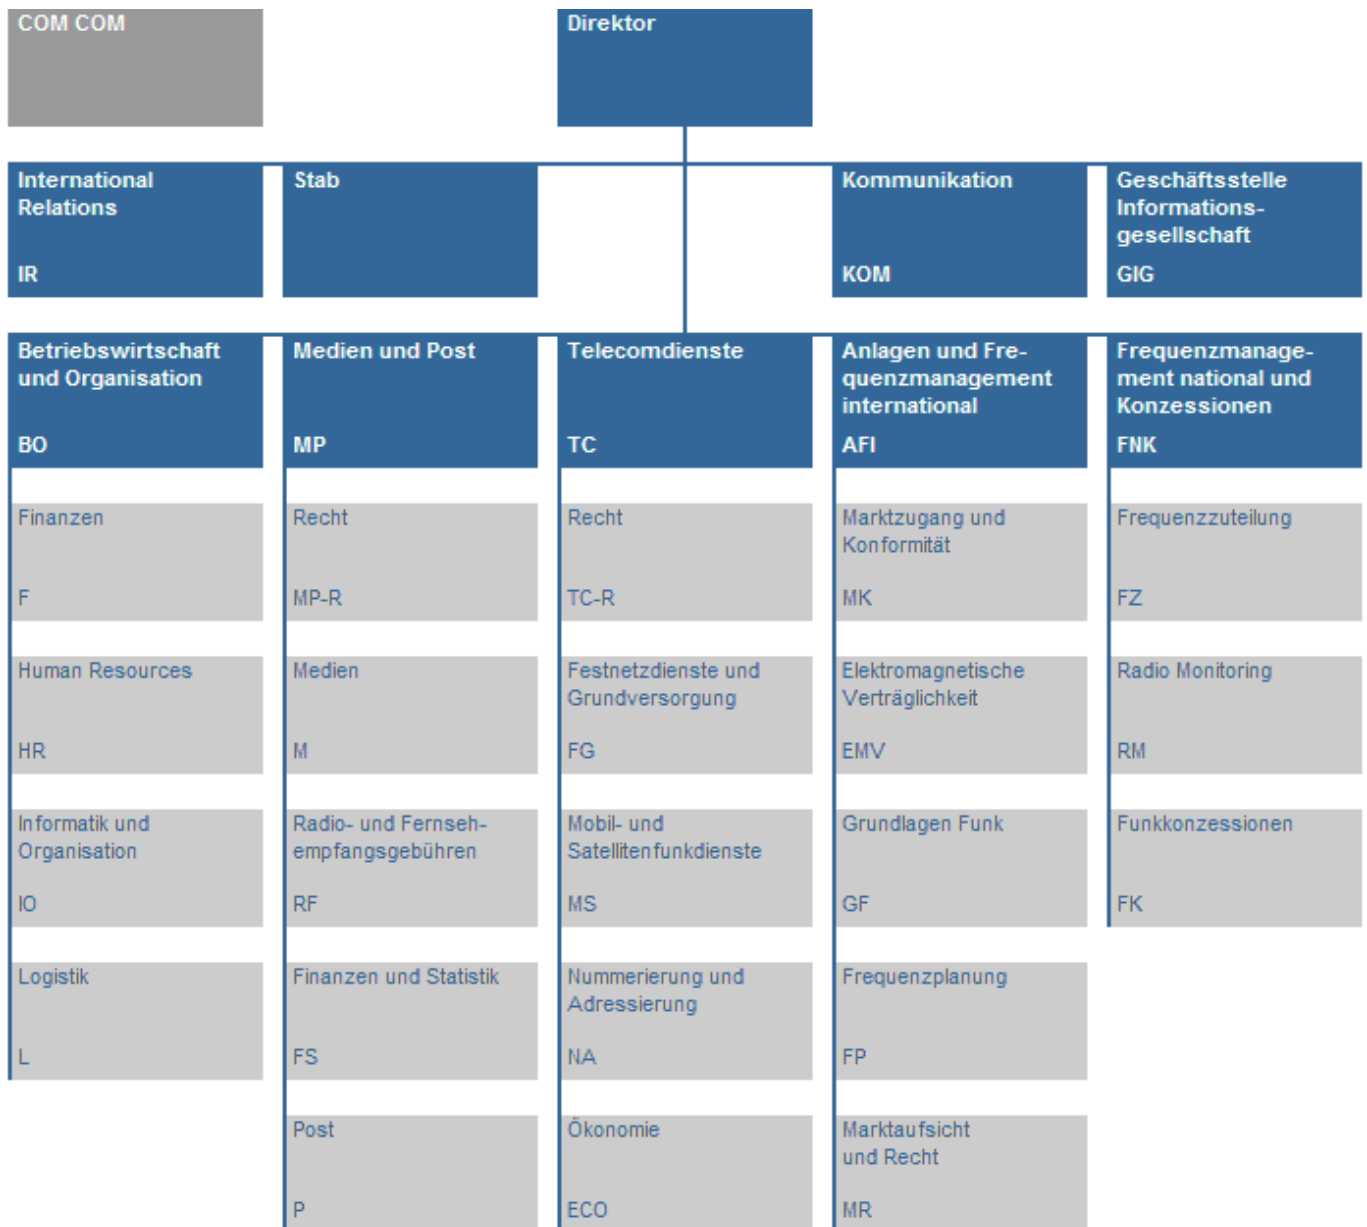 COM COM
Direktor
International
Relations
IR
Stab
Kommunikation
KOM
Geschäftsstelle
Informations-
gesellschaft
GIG
Betriebswirtschaft
und Organisation
BO
Medien und Post
MP
Telecomdienste
TC
Anlagen und Fre-
quenzmanagement
international
AFI
Frequenzmanage-
ment national und
Konzessionen
FNK
Finanzen
F
Recht
MP-R
Recht
TC-R
Marktzugang und
Konformität
MK
Frequenzzuteilung
FZ
Human Resources
HR
Medien
M
Festnetzdienste und
Grundversorgung
FG
Elektromagnetische
Verträglichkeit
EMV
Radio Monitoring
RM
Informatik und
Organisation
IO
Radio- und Fernseh-
empfangsgebühren
RF
Mobil- und
Satellitenfunkdienste
MS
Grundlagen Funk
GF
Funkkonzessionen
FK
Logistik
L
Finanzen und Statistik
FS
Nummerierung und
Adressierung
NA
Frequenzplanung
FP
Post
P
Ökonomie
ECO
Marktaufsicht
und Recht
MR